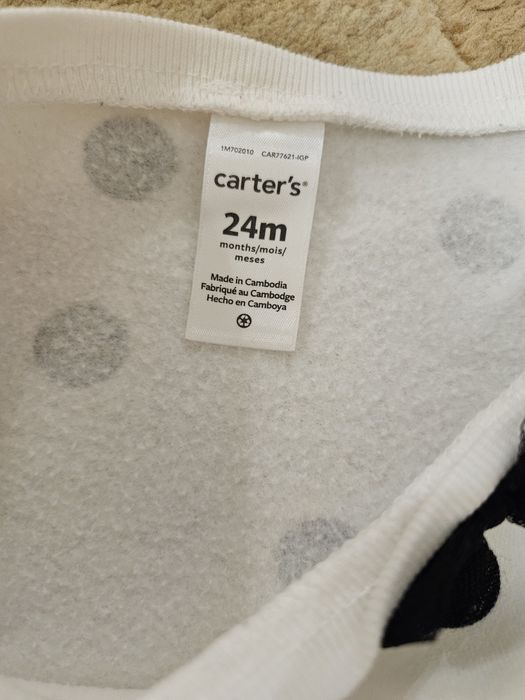 1M702010 CAR77621-IGP
carter's®
24m
months/mois/
meses
Made in Cambodia
Fabriqué au Cambodge
Hecho en Camboya